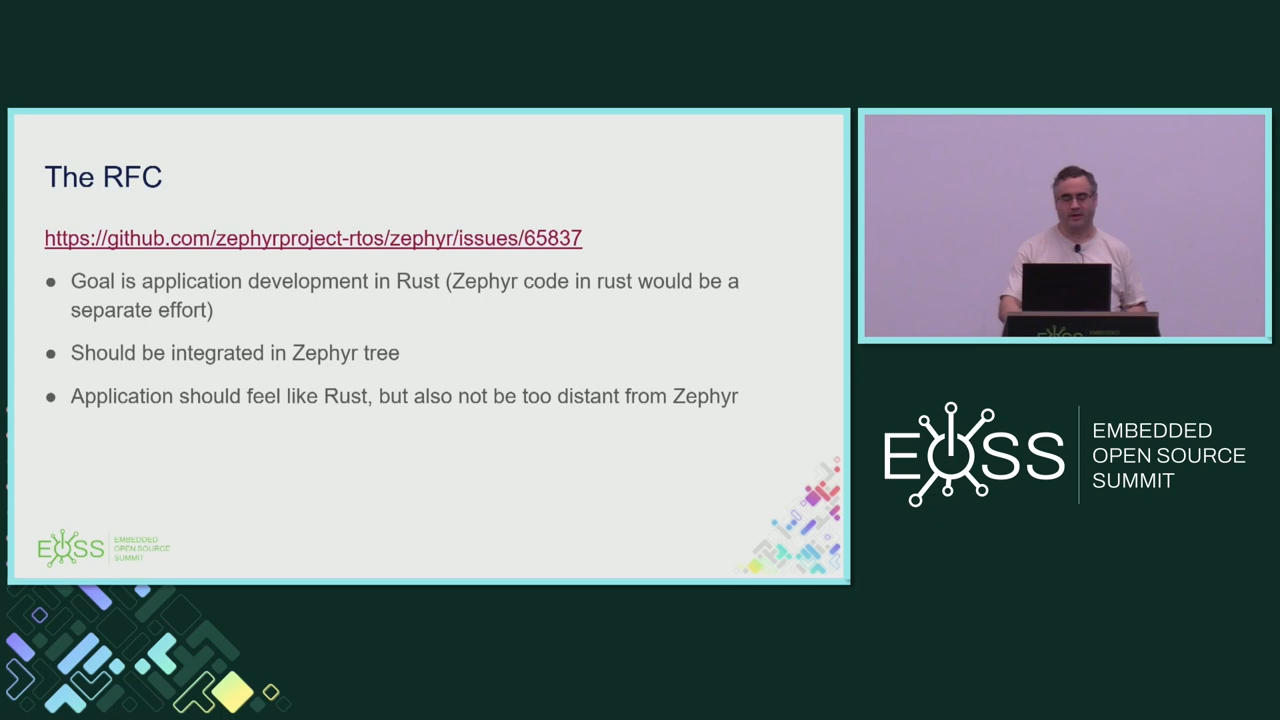 The RFC
https://github.com/zephyrproject-rtos/zephyr/issues/65837
● Goal is application development in Rust (Zephyr code in rust would be a
separate effort)
● Should be integrated in Zephyr tree
● Application should feel like Rust, but also not be too distant from Zephyr
EOSS
EMBEDDED
OPEN SOURCE
SUMMIT
EOSS
EMBEDDED
OPEN SOURCE
SUMMIT